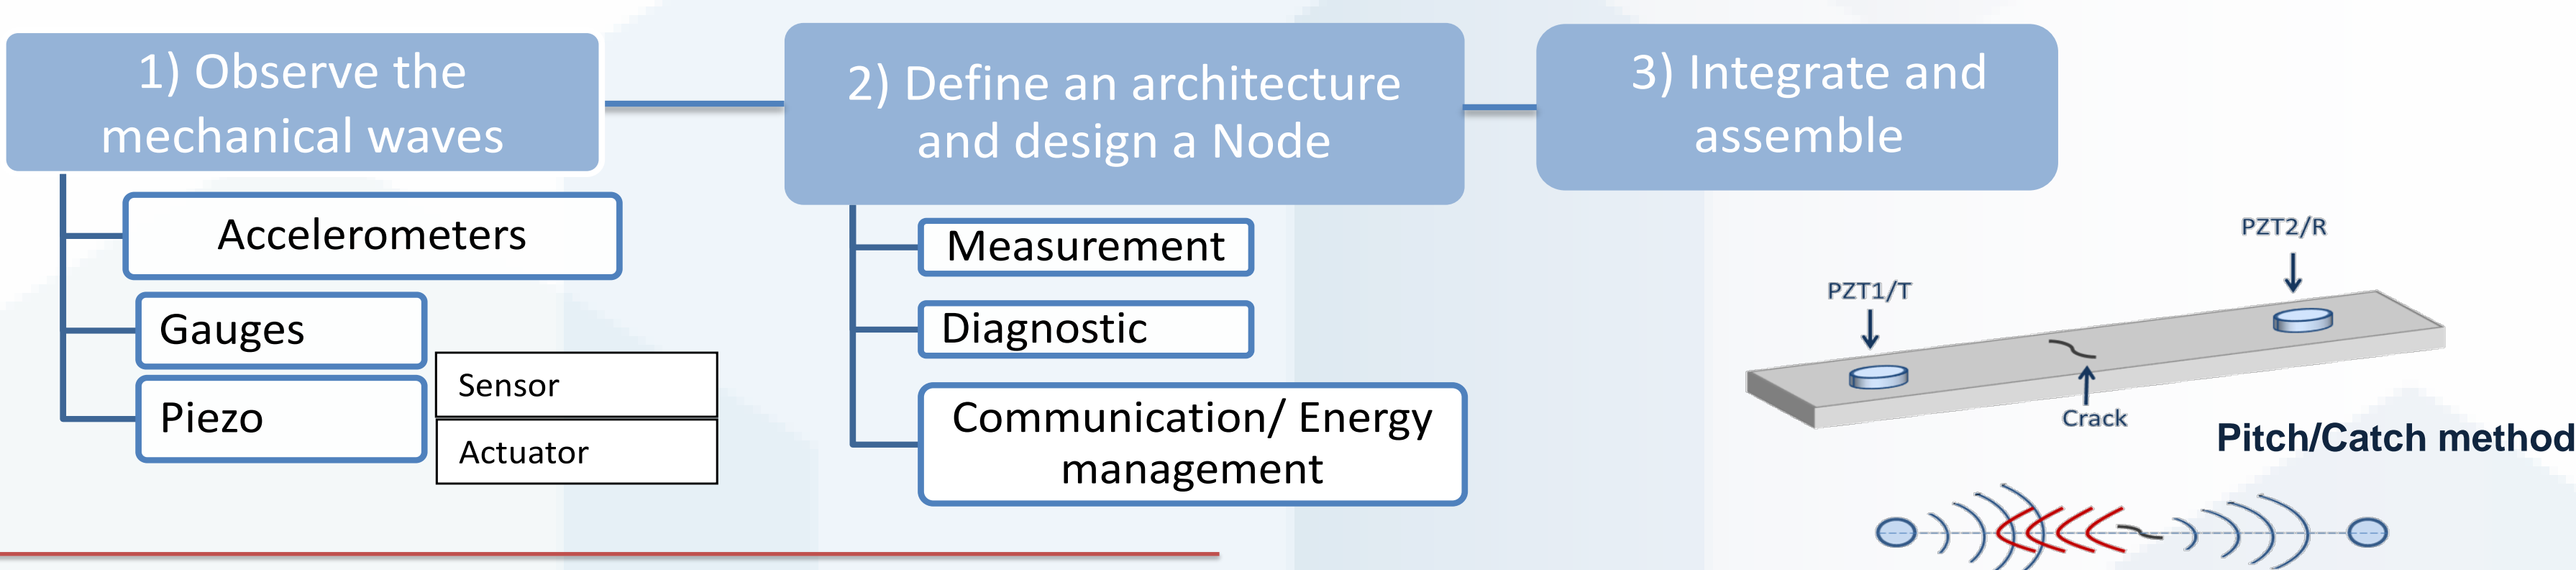 1) Observe the
mechanical waves
Accelerometers
Gauges
Piezo
Sensor
Actuator
2) Define an architecture
and design a Node
Measurement
Diagnostic
Communication/ Energy
management
3) Integrate and
assemble
PZT2/R
PZT1/T
Crack
Pitch/Catch method